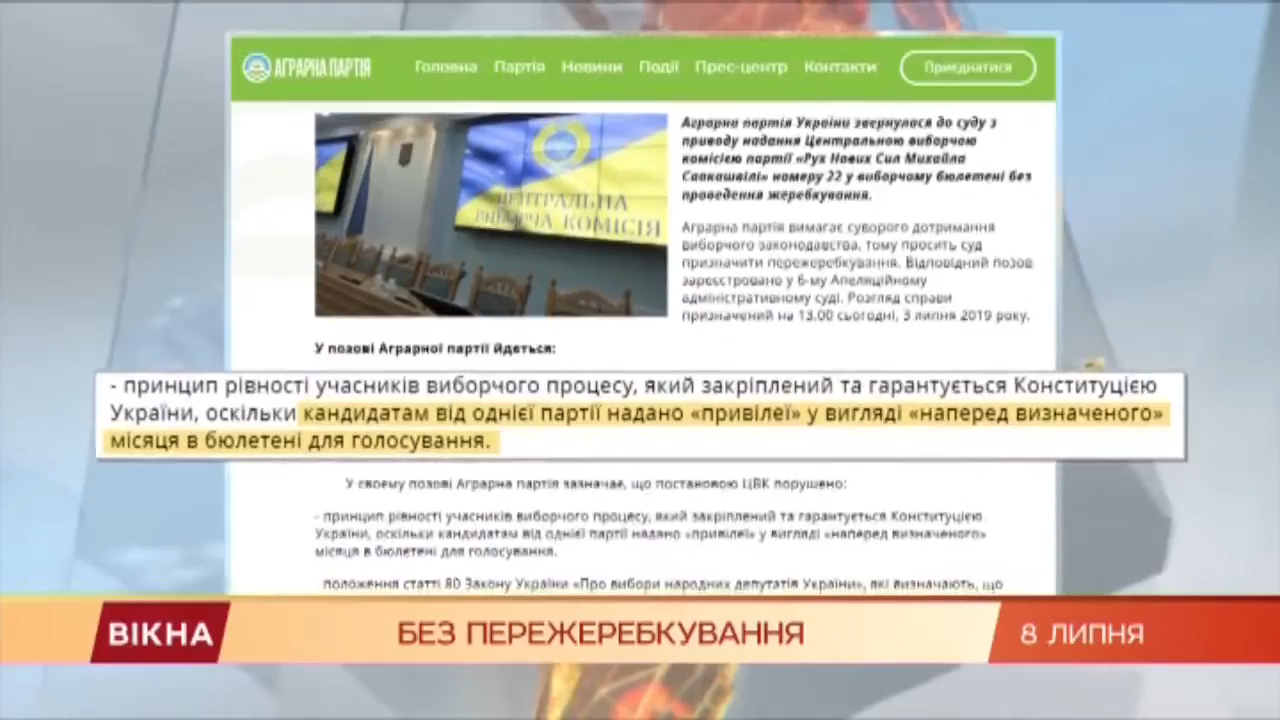 АГРАРНА ПАРТІЯ
Головна Партія Новини Події Прес-центр Контакти Приєднатися
ЦЕНТРАЛЬНА
ВИБОРЧА КОМІСІЯ
Аграрна партія України звернулася до суду з
приводу надання Центральною виборчою
комісією партії «Рух Нових Сил Михайла
Саакашвілі» номеру 22 у виборчому бюлетені без
проведення жеребкування.
Аграрна партія вимагає суворого дотримання
виборчого законодавства, тому просить суд
призначити пережеребкування. Відповідний позов
зареєстровано у 6-му Апеляційному
адміністративному суді. Розгляд справи
призначений на 13.00 сьогодні, 3 липня 2019 року.
У позові Аграрної партії йдеться:
- принцип рівності учасників виборчого процесу, який закріплений та гарантується Конституцією
України, оскільки кандидатам від однієї партії надано «привілеї» у вигляді «наперед визначеного»
місяця в бюлетені для голосування.
У своєму позові Аграрна партія зазначає, що постановою ЦВК порушено:
- принцип рівності учасників виборчого процесу, який закріплений та гарантується Конституцією
України, оскільки кандидатам від однієї партії надано «привілеї» у вигляді «наперед визначеного»
місяця в бюлетені для голосування.
положення статті 80 Закону України «Про вибори народних депутатів України», які визначають, що
ВІКНА
БЕЗ ПЕРЕЖЕРЕБКУВАННЯ
8 ЛИПНЯ